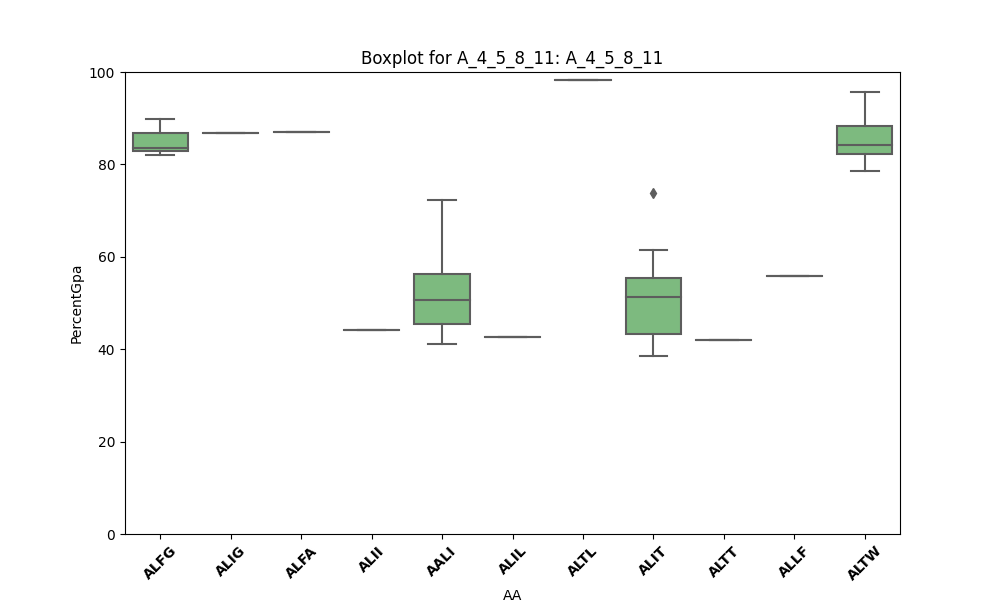 Boxplot for A_4_5_8_11: A_4_5_8_11
PercentGpa
100
80
60
40
20
0
ALFG
ALIG
ALFA
ALII
AALI
ALIL
ALTL
ALIT
ALTT
ALLF
ALTW
AA